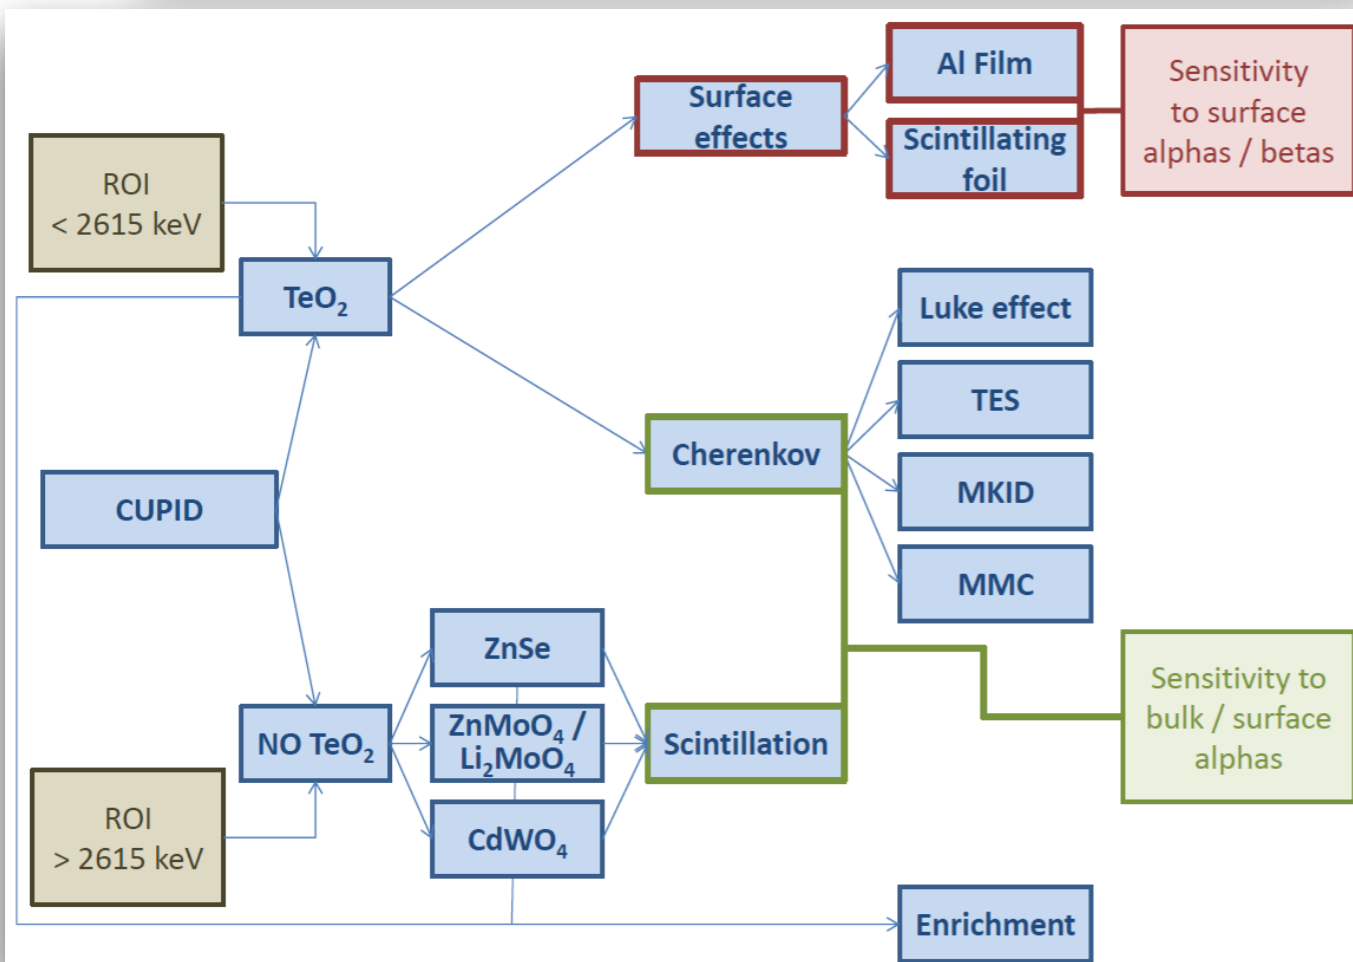 Al Film
Sensitivity
to surface
alphas / betas
Surface
effects
Scintillating
foil
ROI
< 2615 keV
TeO₂
Luke effect
TES
Cherenkov
MKID
CUPID
MMC
ZnSe
Sensitivity to
bulk / surface
alphas
NO TeO₂
ZnMoO₄ /
Li₂MoO₄
Scintillation
ROI
> 2615 keV
CdWO₄
Enrichment